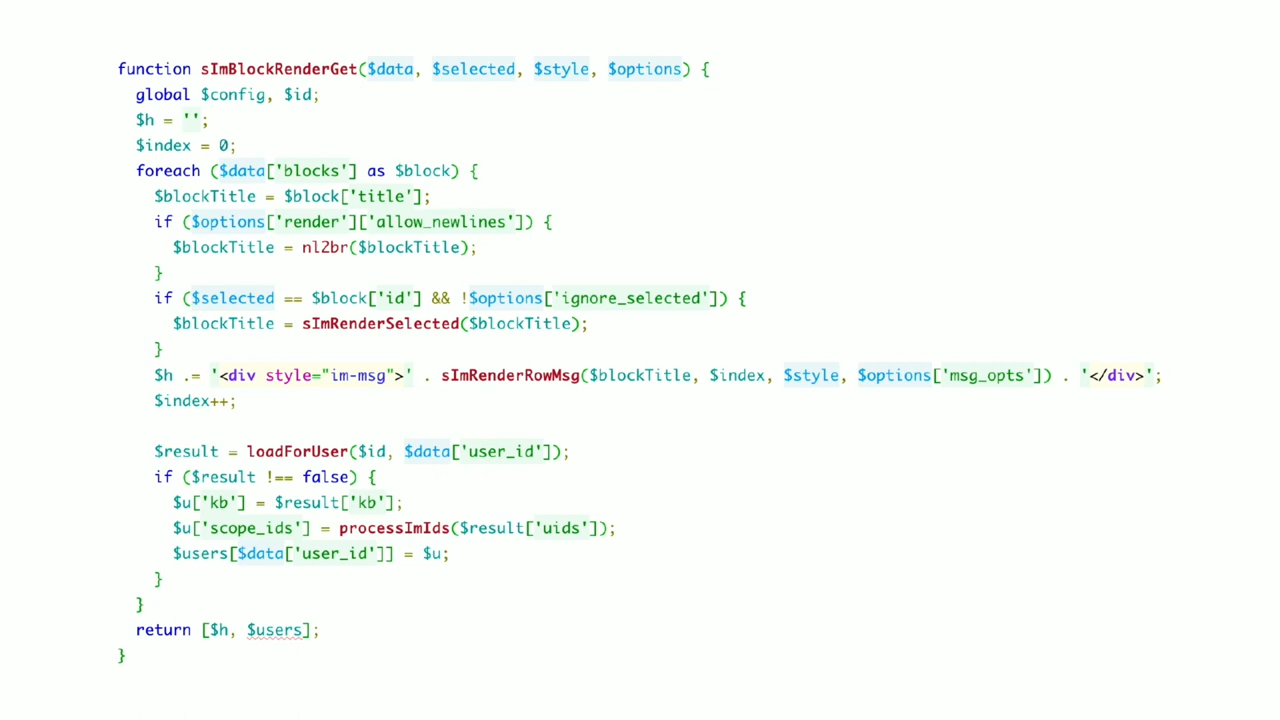 function sImBlockRenderGet($data, $selected, $style, $options) {
global $config, $id;
$h = '';
$index = 0;
foreach ($data['blocks'] as $block) {
$blockTitle = $block['title'];
if ($options['render']['allow_newlines']) {
$blockTitle = nl2br($blockTitle);
}
if ($selected == $block['id'] && !$options['ignore_selected']) {
$blockTitle = sImRenderSelected($blockTitle);
}
$h .= '<div style="im-msg">' . sImRenderRowMsg($blockTitle, $index, $style, $options['msg_opts']) . '</div>';
$index++;
$result = loadForUser($id, $data['user_id']);
if ($result !== false) {
$u['kb'] = $result['kb'];
$u['scope_ids'] = processImIds($result['uids']);
$users[$data['user_id']] = $u;
}
}
return [$h, $users];
}